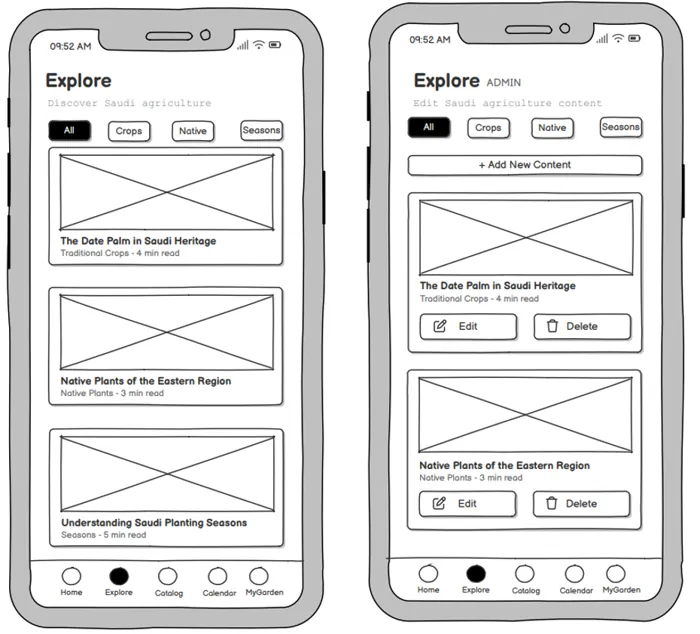 09:52 AM
Explore
Discover Saudi agriculture
All Crops Native Seasons
The Date Palm in Saudi Heritage
Traditional Crops - 4 min read
Native Plants of the Eastern Region
Native Plants - 3 min read
Understanding Saudi Planting Seasons
Seasons - 5 min read
Home Explore Catalog Calendar MyGarden
09:52 AM
Explore ADMIN
Edit Saudi agriculture content
All Crops Native Seasons
+ Add New Content
The Date Palm in Saudi Heritage
Traditional Crops - 4 min read
Edit Delete
Native Plants of the Eastern Region
Native Plants - 3 min read
Edit Delete
Home Explore Catalog Calendar MyGarden